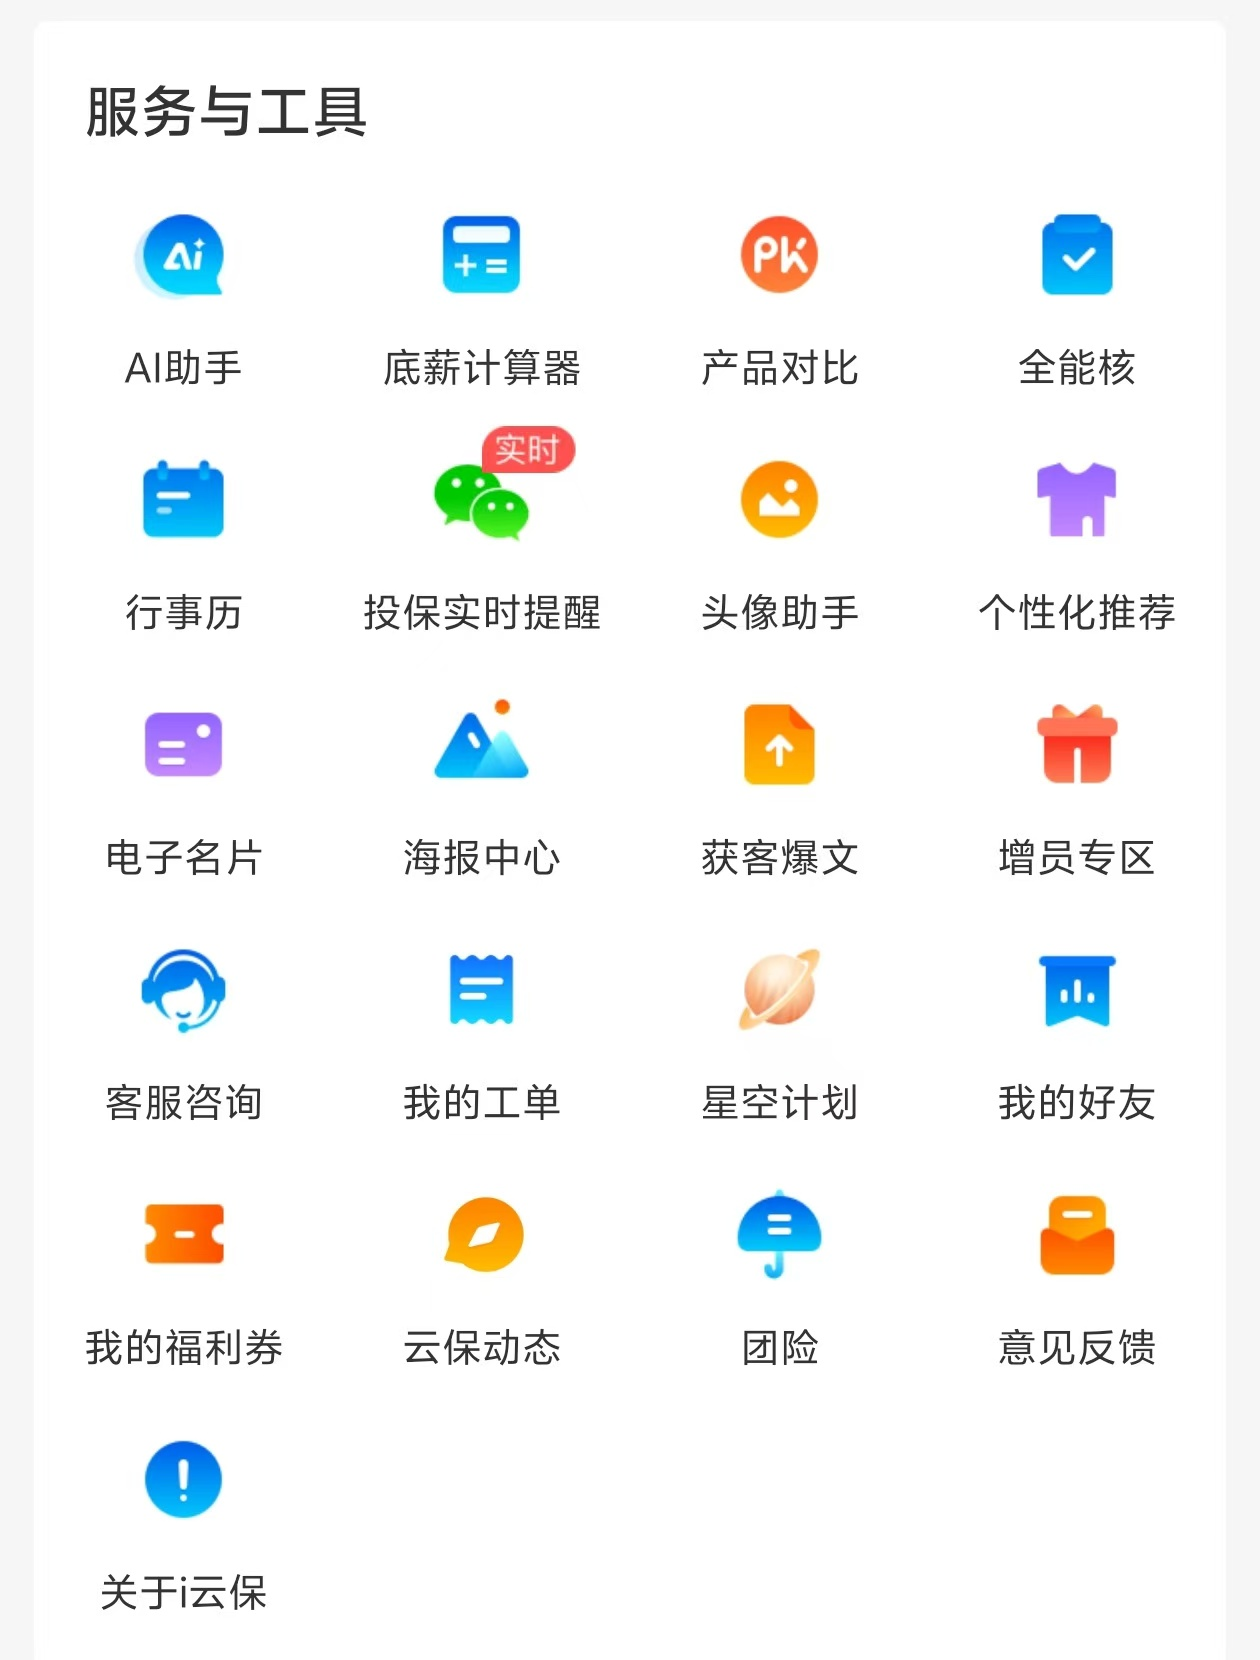 服务与工具
Ai
PK
AI助手
底薪计算器
产品对比
全能核
实时
行事历
投保实时提醒
头像助手
个性化推荐
电子名片
海报中心
获客爆文
增员专区
客服咨询
我的工单
星空计划
我的好友
我的福利券
云保动态
团险
意见反馈
关于i云保